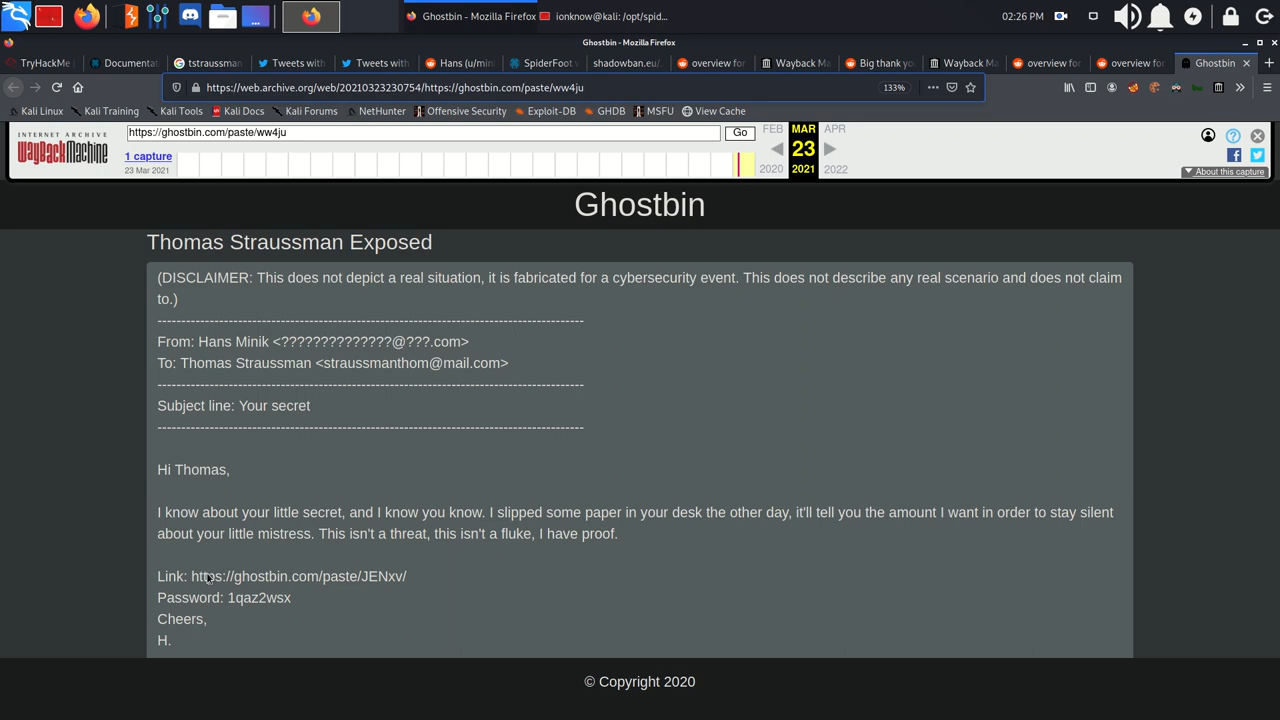 Ghostbin - Mozilla Firefox
ionknow@kali: /opt/spid...
02:26 PM
Ghostbin - Mozilla Firefox
TryHackMe
Documentat
tstraussman
Tweets with
Tweets with
Hans (u/min
SpiderFoot v
shadowban.eu/
overview for
Wayback Ma
Big thank yo
Wayback M
overview for
overview for
Ghostbin
https://web.archive.org/web/20210323230754/https://ghostbin.com/paste/ww4ju
133%
Kali Linux
Kali Training
Kali Tools
Kali Docs
Kali Forums
NetHunter
Offensive Security
Exploit-DB
GHDB
MSFU
View Cache
INTERNET ARCHIVE
WayBackMachine
https://ghostbin.com/paste/ww4ju
Go
FEB
MAR
APR
1 capture
23 Mar 2021
23
2020
2021
2022
About this capture
Ghostbin
Thomas Straussman Exposed
(DISCLAIMER: This does not depict a real situation, it is fabricated for a cybersecurity event. This does not describe any real scenario and does not claim
to.)
-----------------------------------------------------------------------------------------
From: Hans Minik <??????????????@???.com>
To: Thomas Straussman <straussmanthom@mail.com>
-----------------------------------------------------------------------------------------
Subject line: Your secret
-----------------------------------------------------------------------------------------
Hi Thomas,
I know about your little secret, and I know you know. I slipped some paper in your desk the other day, it'll tell you the amount I want in order to stay silent
about your little mistress. This isn't a threat, this isn't a fluke, I have proof.
Link: https://ghostbin.com/paste/JENxv/
Password: 1qaz2wsx
Cheers,
H.
© Copyright 2020